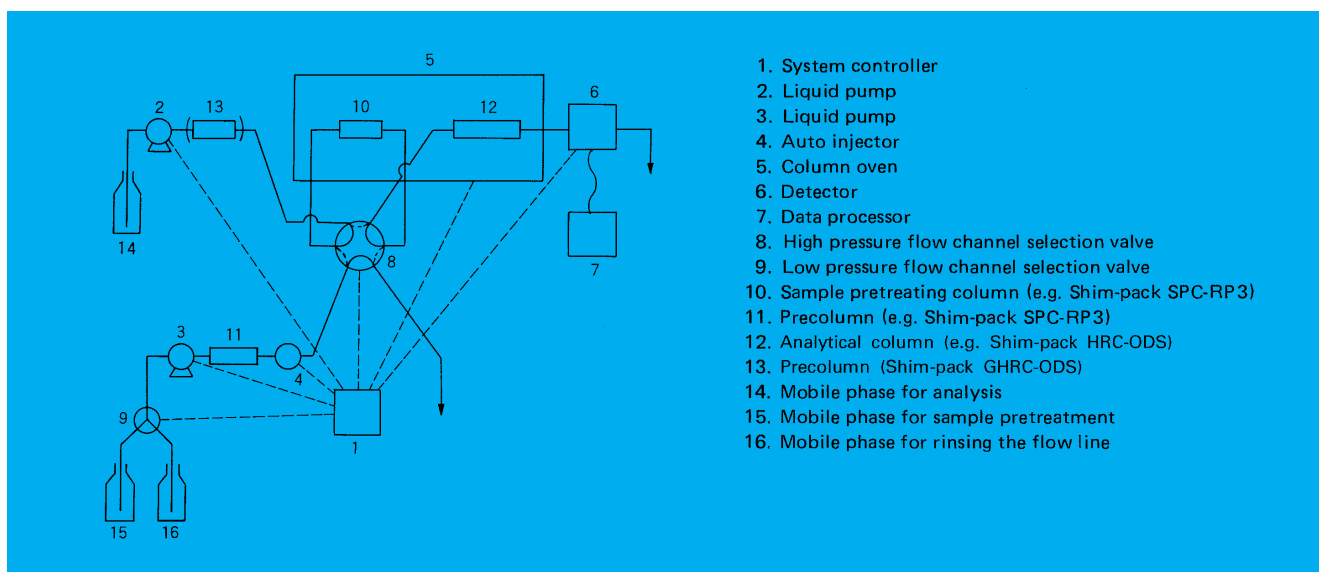 5
2
13
10
12
6
14
8
7
3
11
4
9
1
15
16
1. System controller
2. Liquid pump
3. Liquid pump
4. Auto injector
5. Column oven
6. Detector
7. Data processor
8. High pressure flow channel selection valve
9. Low pressure flow channel selection valve
10. Sample pretreating column (e.g. Shim-pack SPC-RP3)
11. Precolumn (e.g. Shim-pack SPC-RP3)
12. Analytical column (e.g. Shim-pack HRC-ODS)
13. Precolumn (Shim-pack GHRC-ODS)
14. Mobile phase for analysis
15. Mobile phase for sample pretreatment
16. Mobile phase for rinsing the flow line